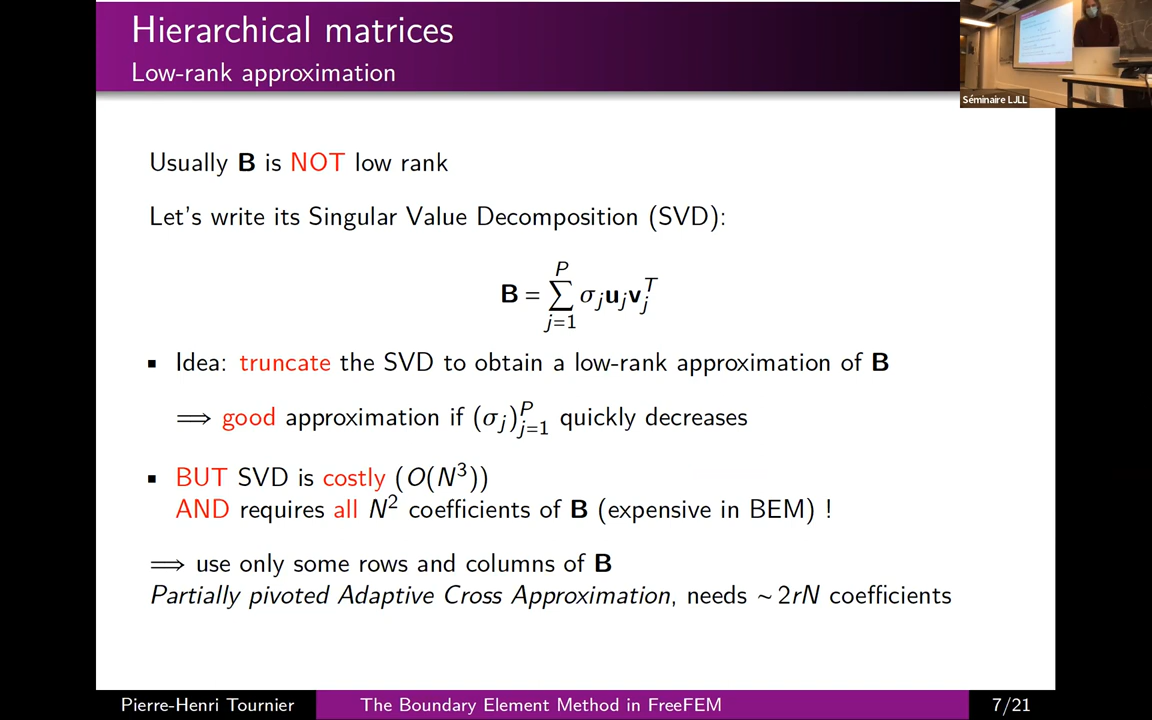 Hierarchical matrices
Low-rank approximation
Séminaire LJLL
Usually B is NOT low rank
Let's write its Singular Value Decomposition (SVD):
B = ∑_{j=1}^{P} σ_j u_j v_j^T
▪ Idea: truncate the SVD to obtain a low-rank approximation of B
⟹ good approximation if (σ_j)_{j=1}^{P} quickly decreases
▪ BUT SVD is costly (O(N^3))
AND requires all N^2 coefficients of B (expensive in BEM) !
⟹ use only some rows and columns of B
Partially pivoted Adaptive Cross Approximation, needs ~ 2rN coefficients
Pierre-Henri Tournier The Boundary Element Method in FreeFEM 7/21